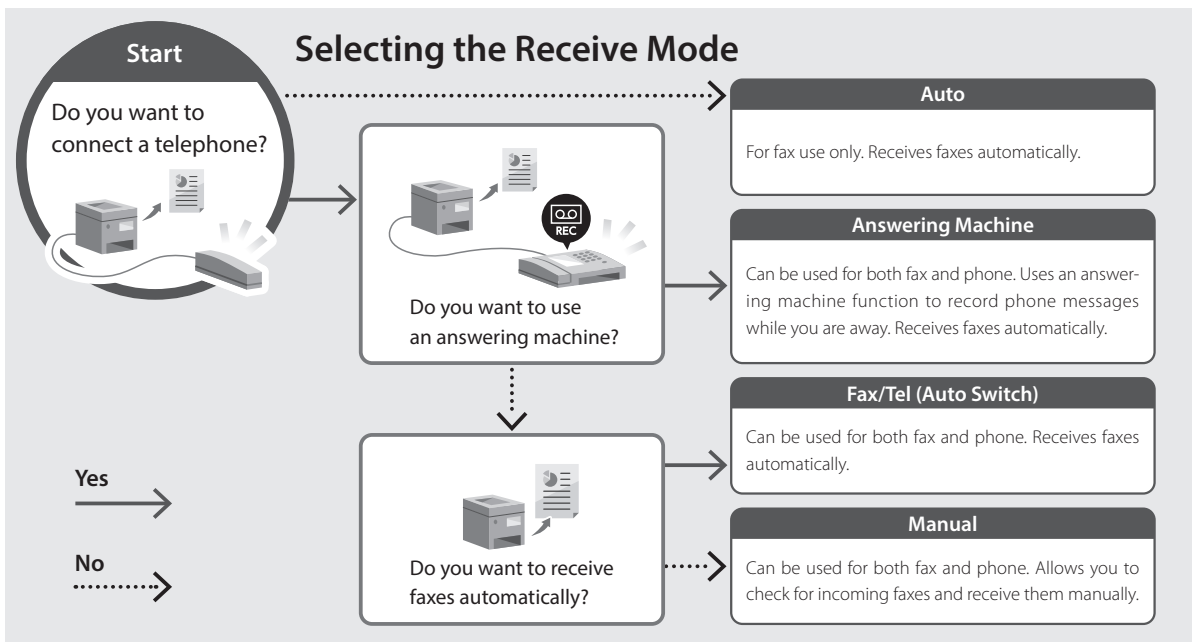 Start
Selecting the Receive Mode
Do you want to
connect a telephone?
Auto
For fax use only. Receives faxes automatically.
REC
Do you want to use
an answering machine?
Answering Machine
Can be used for both fax and phone. Uses an answer-
ing machine function to record phone messages
while you are away. Receives faxes automatically.
Fax/Tel (Auto Switch)
Can be used for both fax and phone. Receives faxes
automatically.
Yes
No
Do you want to receive
faxes automatically?
Manual
Can be used for both fax and phone. Allows you to
check for incoming faxes and receive them manually.